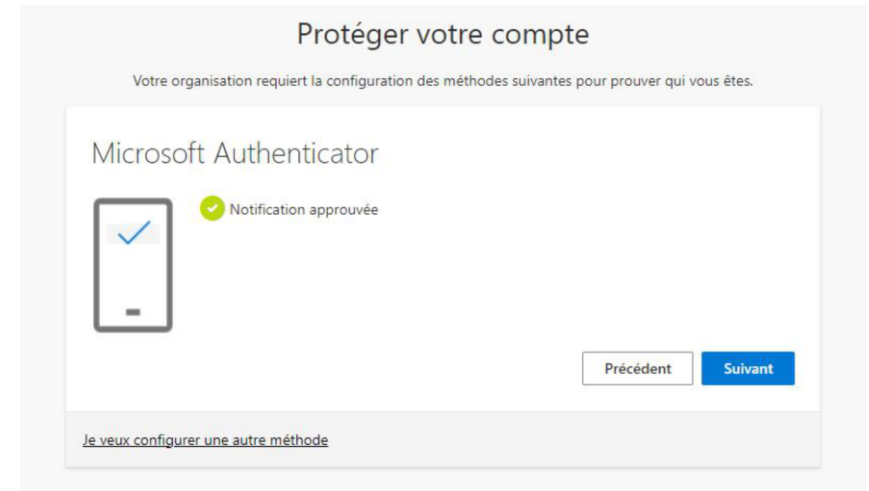 Protéger votre compte
Votre organisation requiert la configuration des méthodes suivantes pour prouver qui vous êtes.
Microsoft Authenticator
Notification approuvée
Précédent
Suivant
Je veux configurer une autre méthode